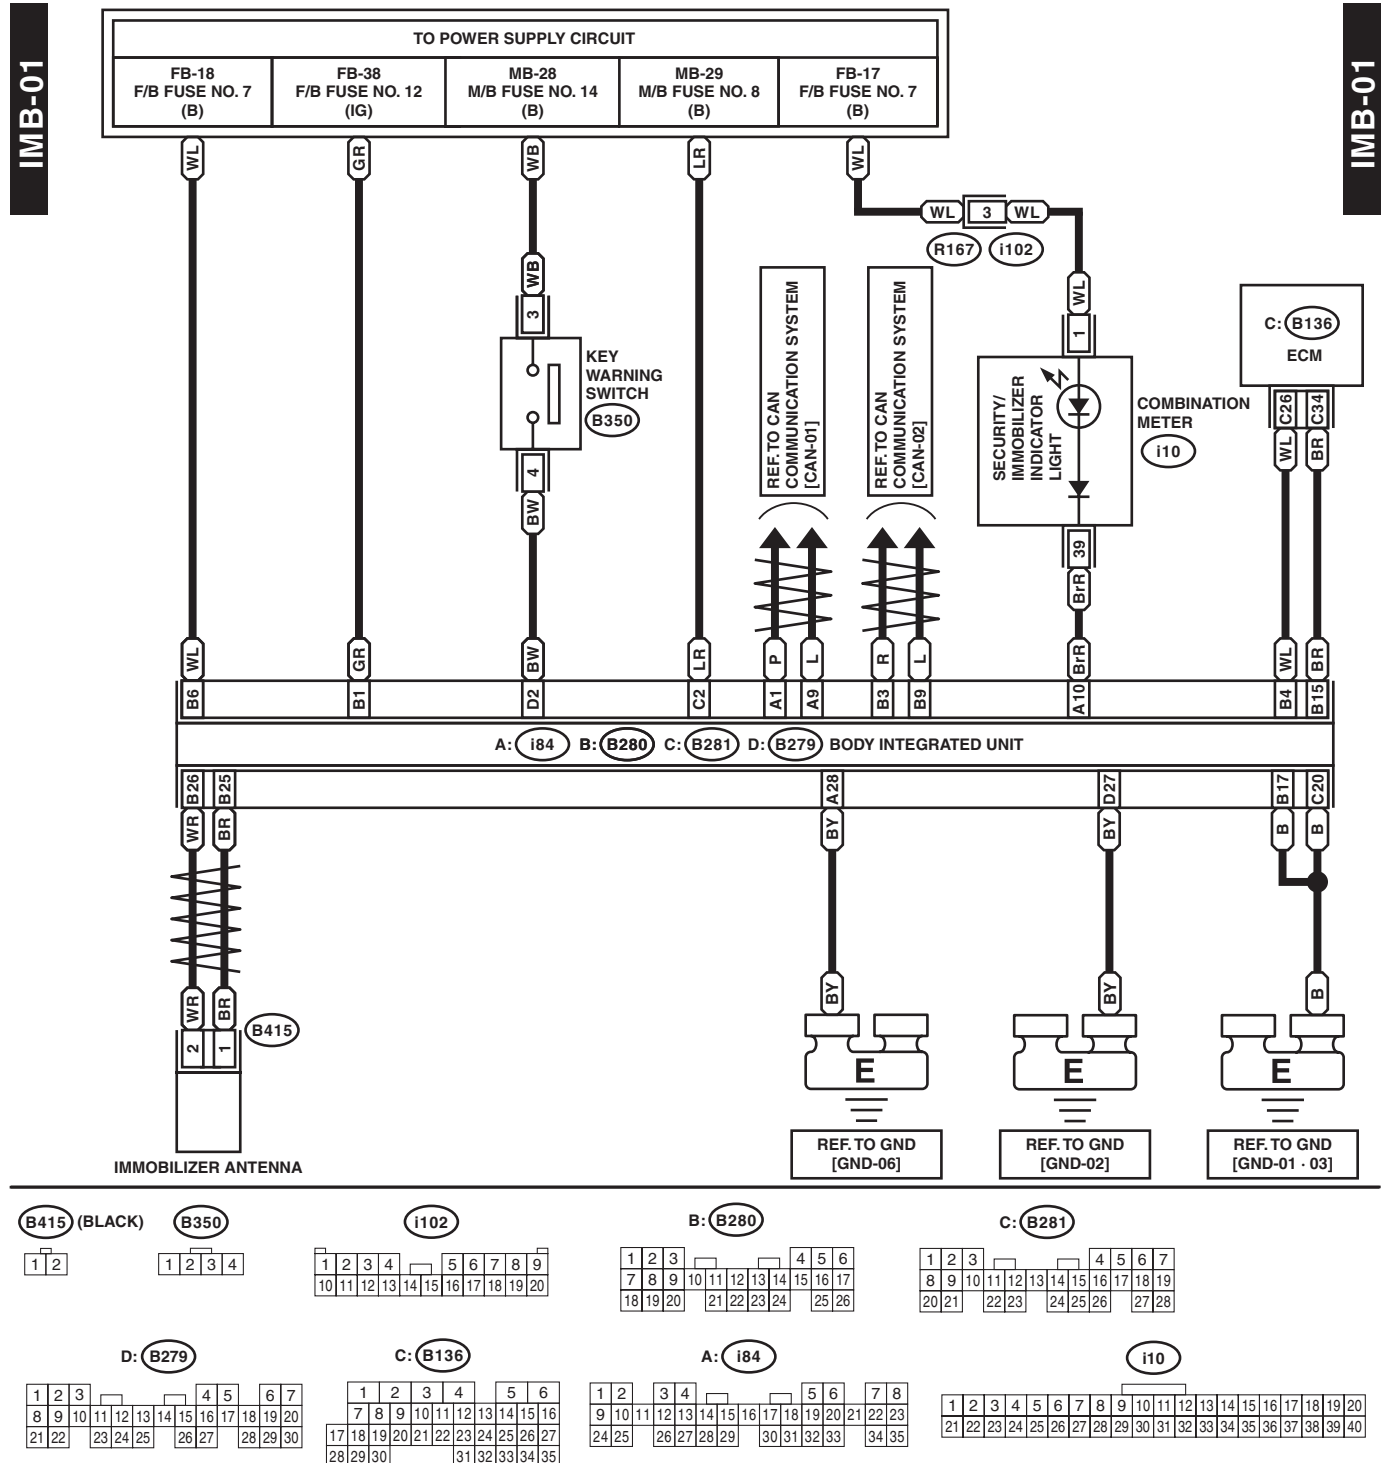 IMB-01
IMB-01
TO POWER SUPPLY CIRCUIT
FB-18
F/B FUSE NO. 7
(B)
FB-38
F/B FUSE NO. 12
(IG)
MB-28
M/B FUSE NO. 14
(B)
MB-29
M/B FUSE NO. 8
(B)
FB-17
F/B FUSE NO. 7
(B)
WL
GR
WB
LR
WL
WL 3 WL
R167 i102
WB
3
KEY
WARNING
SWITCH
B350
4
BW
REF. TO CAN
COMMUNICATION SYSTEM
[CAN-01]
REF. TO CAN
COMMUNICATION SYSTEM
[CAN-02]
WL
1
SECURITY/
IMMOBILIZER
INDICATOR
LIGHT
COMBINATION
METER
i10
39
BrR
C: B136
ECM
C26 C34
WL BR
WL GR BW LR P L R L BrR WL BR
B6 B1 D2 C2 A1 A9 B3 B9 A10 B4 B15
A: i84 B: B280 C: B281 D: B279 BODY INTEGRATED UNIT
B26 B25 A28 D27 B17 C20
WR BR BY BY B B
WR BR BY BY B
2 1
B415
IMMOBILIZER ANTENNA
E
REF. TO GND
[GND-06]
E
REF. TO GND
[GND-02]
E
REF. TO GND
[GND-01 · 03]
B415 (BLACK)
1 2
B350
1 2 3 4
i102
1 2 3 4 5 6 7 8 9
10 11 12 13 14 15 16 17 18 19 20
B: B280
1 2 3 4 5 6
7 8 9 10 11 12 13 14 15 16 17
18 19 20 21 22 23 24 25 26
C: B281
1 2 3 4 5 6 7
8 9 10 11 12 13 14 15 16 17 18 19
20 21 22 23 24 25 26 27 28
D: B279
1 2 3 4 5 6 7
8 9 10 11 12 13 14 15 16 17 18 19 20
21 22 23 24 25 26 27 28 29 30
C: B136
1 2 3 4 5 6
7 8 9 10 11 12 13 14 15 16
17 18 19 20 21 22 23 24 25 26 27
28 29 30 31 32 33 34 35
A: i84
1 2 3 4 5 6 7 8
9 10 11 12 13 14 15 16 17 18 19 20 21 22 23
24 25 26 27 28 29 30 31 32 33 34 35
i10
1 2 3 4 5 6 7 8 9 10 11 12 13 14 15 16 17 18 19 20
21 22 23 24 25 26 27 28 29 30 31 32 33 34 35 36 37 38 39 40